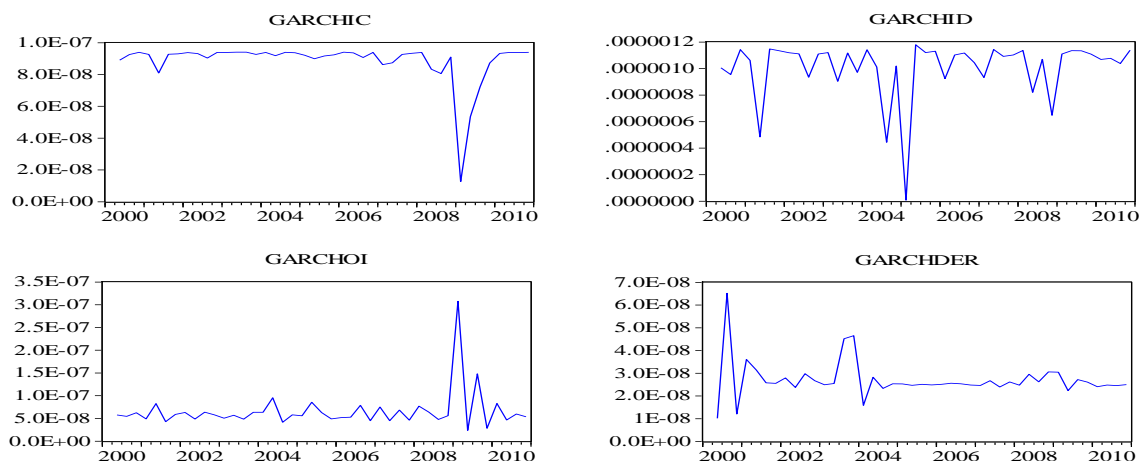 GARCHIC
1.0E-07
8.0E-08
6.0E-08
4.0E-08
2.0E-08
0.0E+00
2000 2002 2004 2006 2008 2010
GARCHID
.0000012
.0000010
.0000008
.0000006
.0000004
.0000002
.0000000
2000 2002 2004 2006 2008 2010
GARCHOI
3.5E-07
3.0E-07
2.5E-07
2.0E-07
1.5E-07
1.0E-07
5.0E-08
0.0E+00
2000 2002 2004 2006 2008 2010
GARCHDER
7.0E-08
6.0E-08
5.0E-08
4.0E-08
3.0E-08
2.0E-08
1E-08
0.0E+00
2000 2002 2004 2006 2008 2010